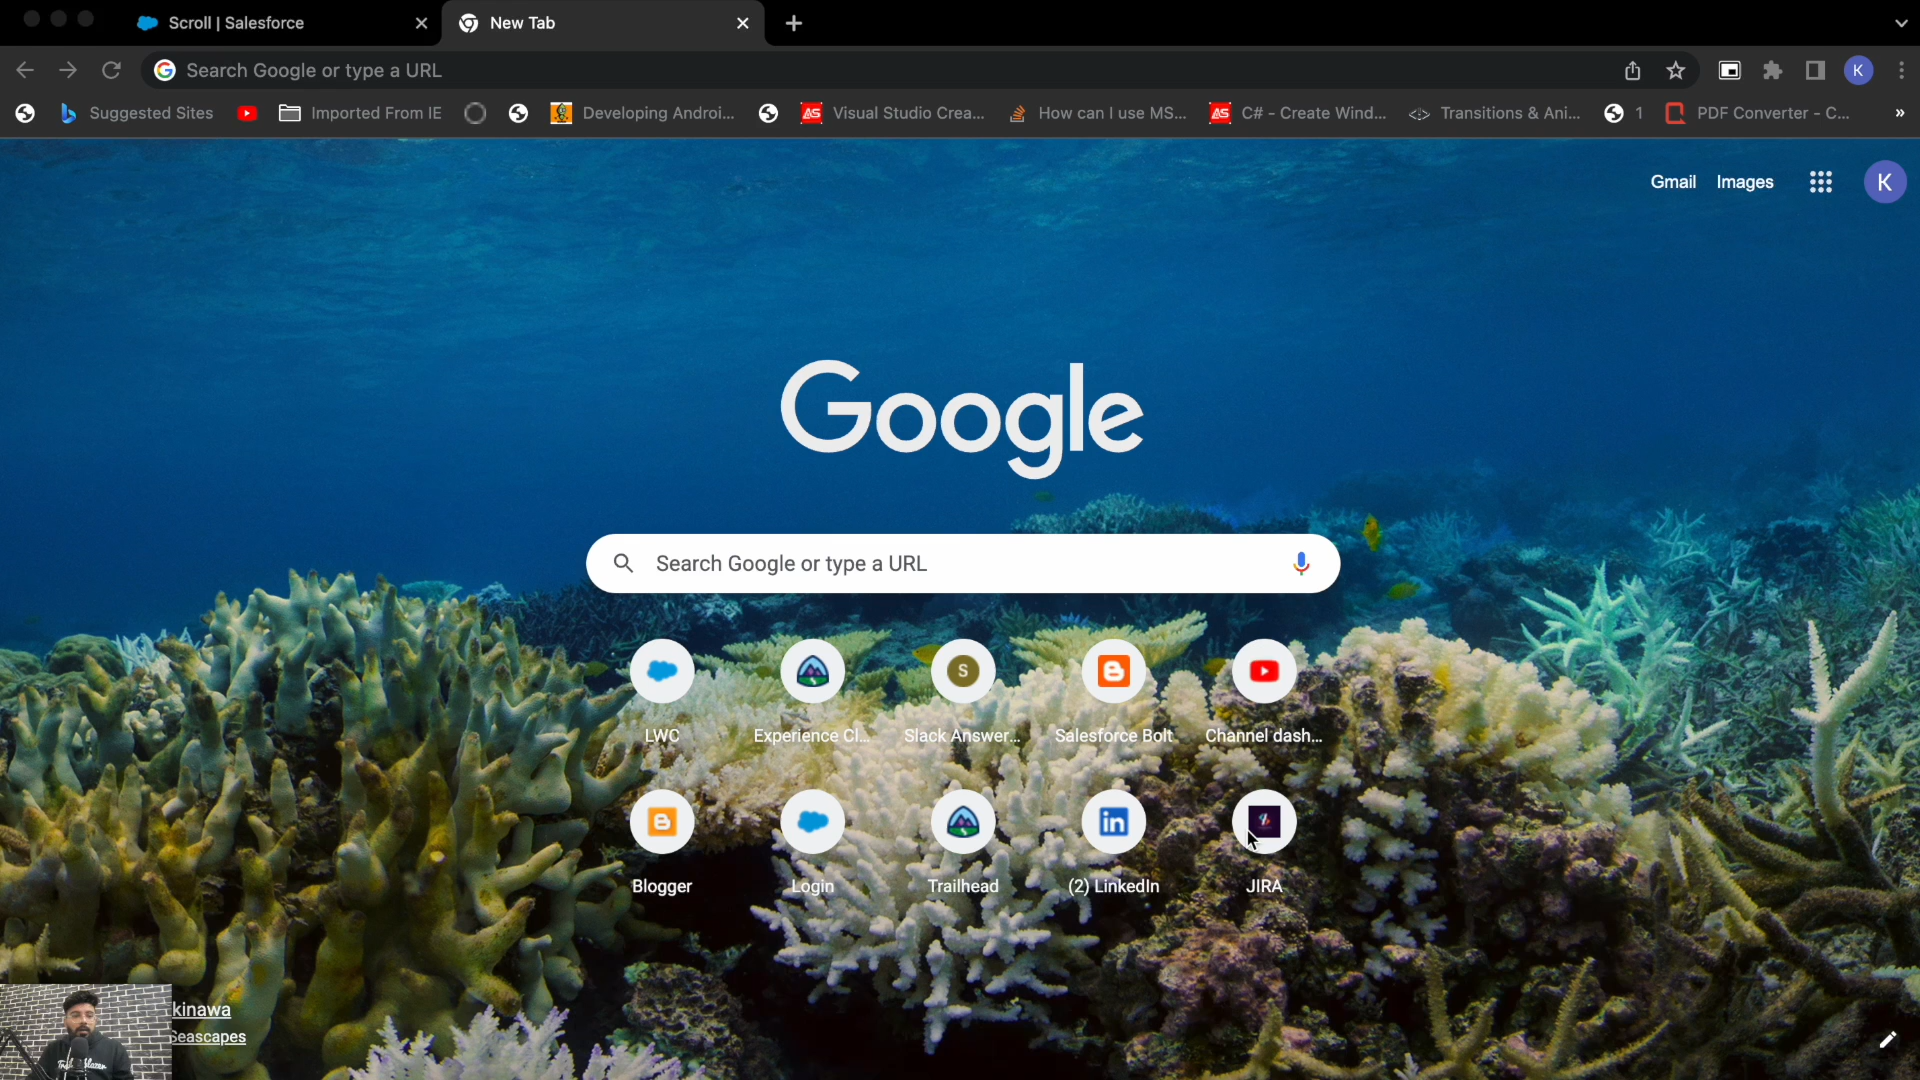 Scroll | Salesforce
New Tab
Search Google or type a URL
K
Suggested Sites
Imported From IE
Developing Androi...
Visual Studio Crea...
How can I use MS...
C# - Create Wind...
Transitions & Ani...
1
PDF Converter - C...
»
Gmail
Images
K
Google
Search Google or type a URL
S
LWC
Experience Cl...
Slack Answer...
Salesforce Bolt
Channel dash...
in
Blogger
Login
Trailhead
(2) LinkedIn
JIRA
kinawa
Seascapes